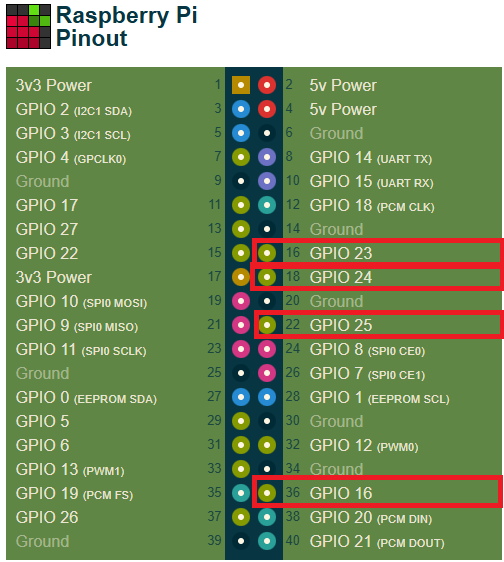 Raspberry Pi
Pinout
3v3 Power 1 2 5v Power
GPIO 2 (I2C1 SDA) 3 4 5v Power
GPIO 3 (I2C1 SCL) 5 6 Ground
GPIO 4 (GPCLK0) 7 8 GPIO 14 (UART TX)
Ground 9 10 GPIO 15 (UART RX)
GPIO 17 11 12 GPIO 18 (PCM CLK)
GPIO 27 13 14 Ground
GPIO 22 15 16 GPIO 23
3v3 Power 17 18 GPIO 24
GPIO 10 (SPI0 MOSI) 19 20 Ground
GPIO 9 (SPI0 MISO) 21 22 GPIO 25
GPIO 11 (SPI0 SCLK) 23 24 GPIO 8 (SPI0 CE0)
Ground 25 26 GPIO 7 (SPI0 CE1)
GPIO 0 (EEPROM SDA) 27 28 GPIO 1 (EEPROM SCL)
GPIO 5 29 30 Ground
GPIO 6 31 32 GPIO 12 (PWM0)
GPIO 13 (PWM1) 33 34 Ground
GPIO 19 (PCM FS) 35 36 GPIO 16
GPIO 26 37 38 GPIO 20 (PCM DIN)
Ground 39 40 GPIO 21 (PCM DOUT)